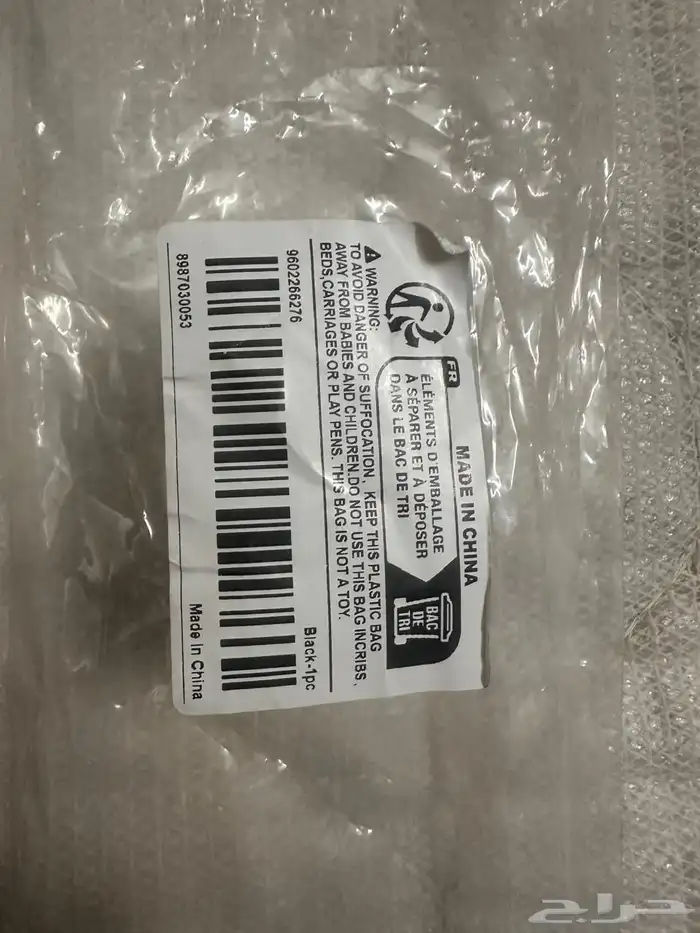 MADE IN CHINA
FR
ÉLÉMENTS D'EMBALLAGE
À SÉPARER ET À DÉPOSER
DANS LE BAC DE TRI
BAC
DE
TRI
WARNING:
TO AVOID DANGER OF SUFFOCATION, KEEP THIS PLASTIC BAG
AWAY FROM BABIES AND CHILDREN.DO NOT USE THIS BAG INCRIBS,
BEDS,CARRIAGES OR PLAY PENS. THIS BAG IS NOT A TOY.
9602266276
Black-1pc
8987030053
Made In China
حراج